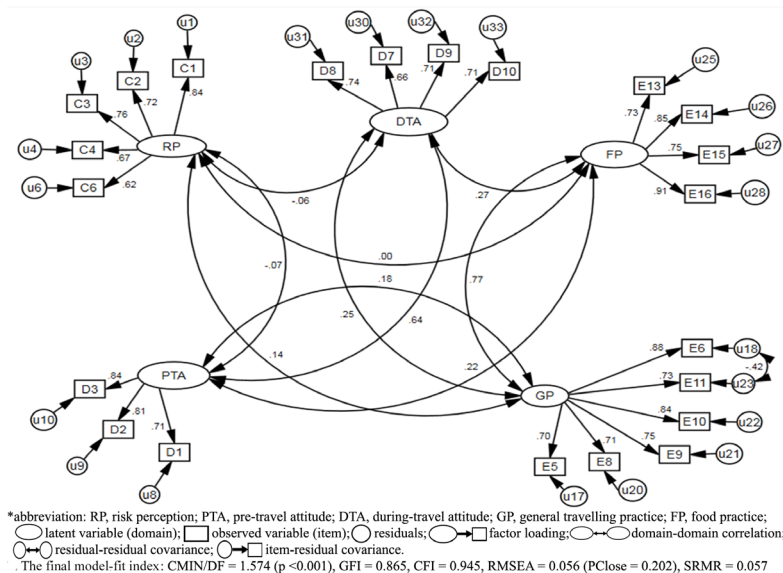 u1
u2
u3
C1
C2
C3
.84
.72
.76
u4
C4
.67
RP
u6
C6
.62
u30
u32
u31
u33
D7
D9
D8
D10
.74
.66
.71
.71
DTA
u25
E13
.73
u26
.85
E14
FP
.75
E15
u27
.91
E16
u28
-.06
.27
.00
-.07
.18
.77
.25
.64
.14
.22
PTA
.84
D3
u10
.81
D2
u9
.71
D1
u8
GP
.88
E6
u18
-.42
.73
E11
u23
.84
E10
u22
.75
E9
u21
.70
.71
E5
E8
u17
u20
*abbreviation: RP, risk perception; PTA, pre-travel attitude; DTA, during-travel attitude; GP, general travelling practice; FP, food practice;
latent variable (domain); observed variable (item); residuals; factor loading; domain-domain correlation;
residual-residual covariance; item-residual covariance.
. The final model-fit index: CMIN/DF = 1.574 (p <0.001), GFI = 0.865, CFI = 0.945, RMSEA = 0.056 (PClose = 0.202), SRMR = 0.057